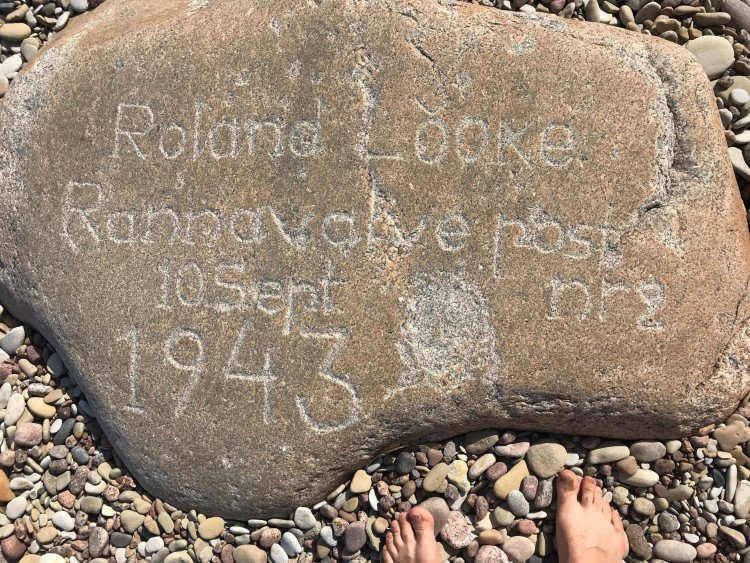 Roland Lõoke
Rannavalve post
10 Sept nr 2
1943